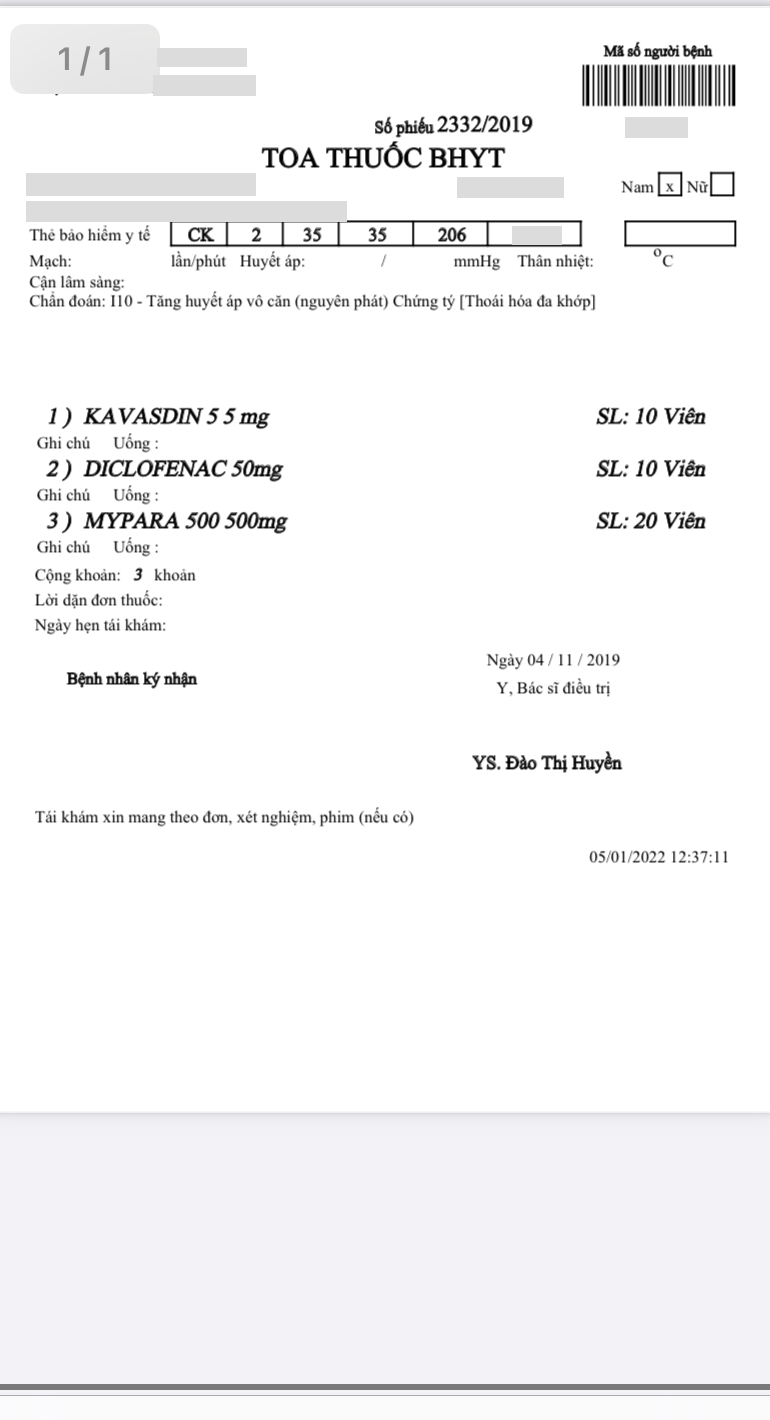 1/1
Mã số người bệnh
Số phiếu 2332/2019
TOA THUỐC BHYT
Nam x Nữ
Thẻ bảo hiểm y tế CK 2 35 35 206
Mạch: lần/phút Huyết áp: / mmHg Thân nhiệt: °C
Cận lâm sàng:
Chẩn đoán: I10 - Tăng huyết áp vô căn (nguyên phát) Chứng tý [Thoái hóa đa khớp]
1 ) KAVASDIN 5 5 mg SL: 10 Viên
Ghi chú Uống :
2 ) DICLOFENAC 50mg SL: 10 Viên
Ghi chú Uống :
3 ) MYPARA 500 500mg SL: 20 Viên
Ghi chú Uống :
Cộng khoản: 3 khoản
Lời dặn đơn thuốc:
Ngày hẹn tái khám:
Ngày 04 / 11 / 2019
Bệnh nhân ký nhận
Y, Bác sĩ điều trị
YS. Đào Thị Huyền
Tái khám xin mang theo đơn, xét nghiệm, phim (nếu có)
05/01/2022 12:37:11